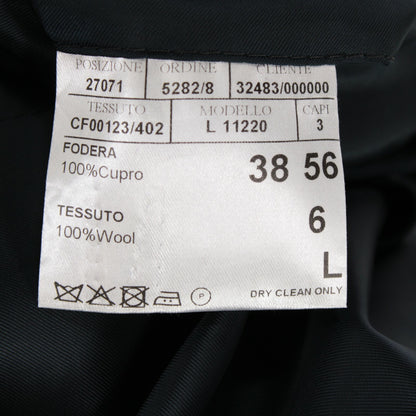 POSIZIONE ORDINE CLIENTE
27071 5282/8 32483/000000
TESSUTO MODELLO CAPI
CF00123/402 L 11220 3
FODERA
100%Cupro
38 56
TESSUTO
100%Wool
6
L
P
DRY CLEAN ONLY